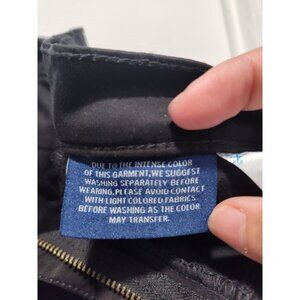 DUE TO THE INTENSE COLOR
OF THIS GARMENT,WE SUGGEST
WASHING SEPARATELY BEFORE
WEARING.PLEASE AVOID CONTACT
WITH LIGHT COLORED FABRICS
BEFORE WASHING AS THE COLOR
MAY TRANSFER.